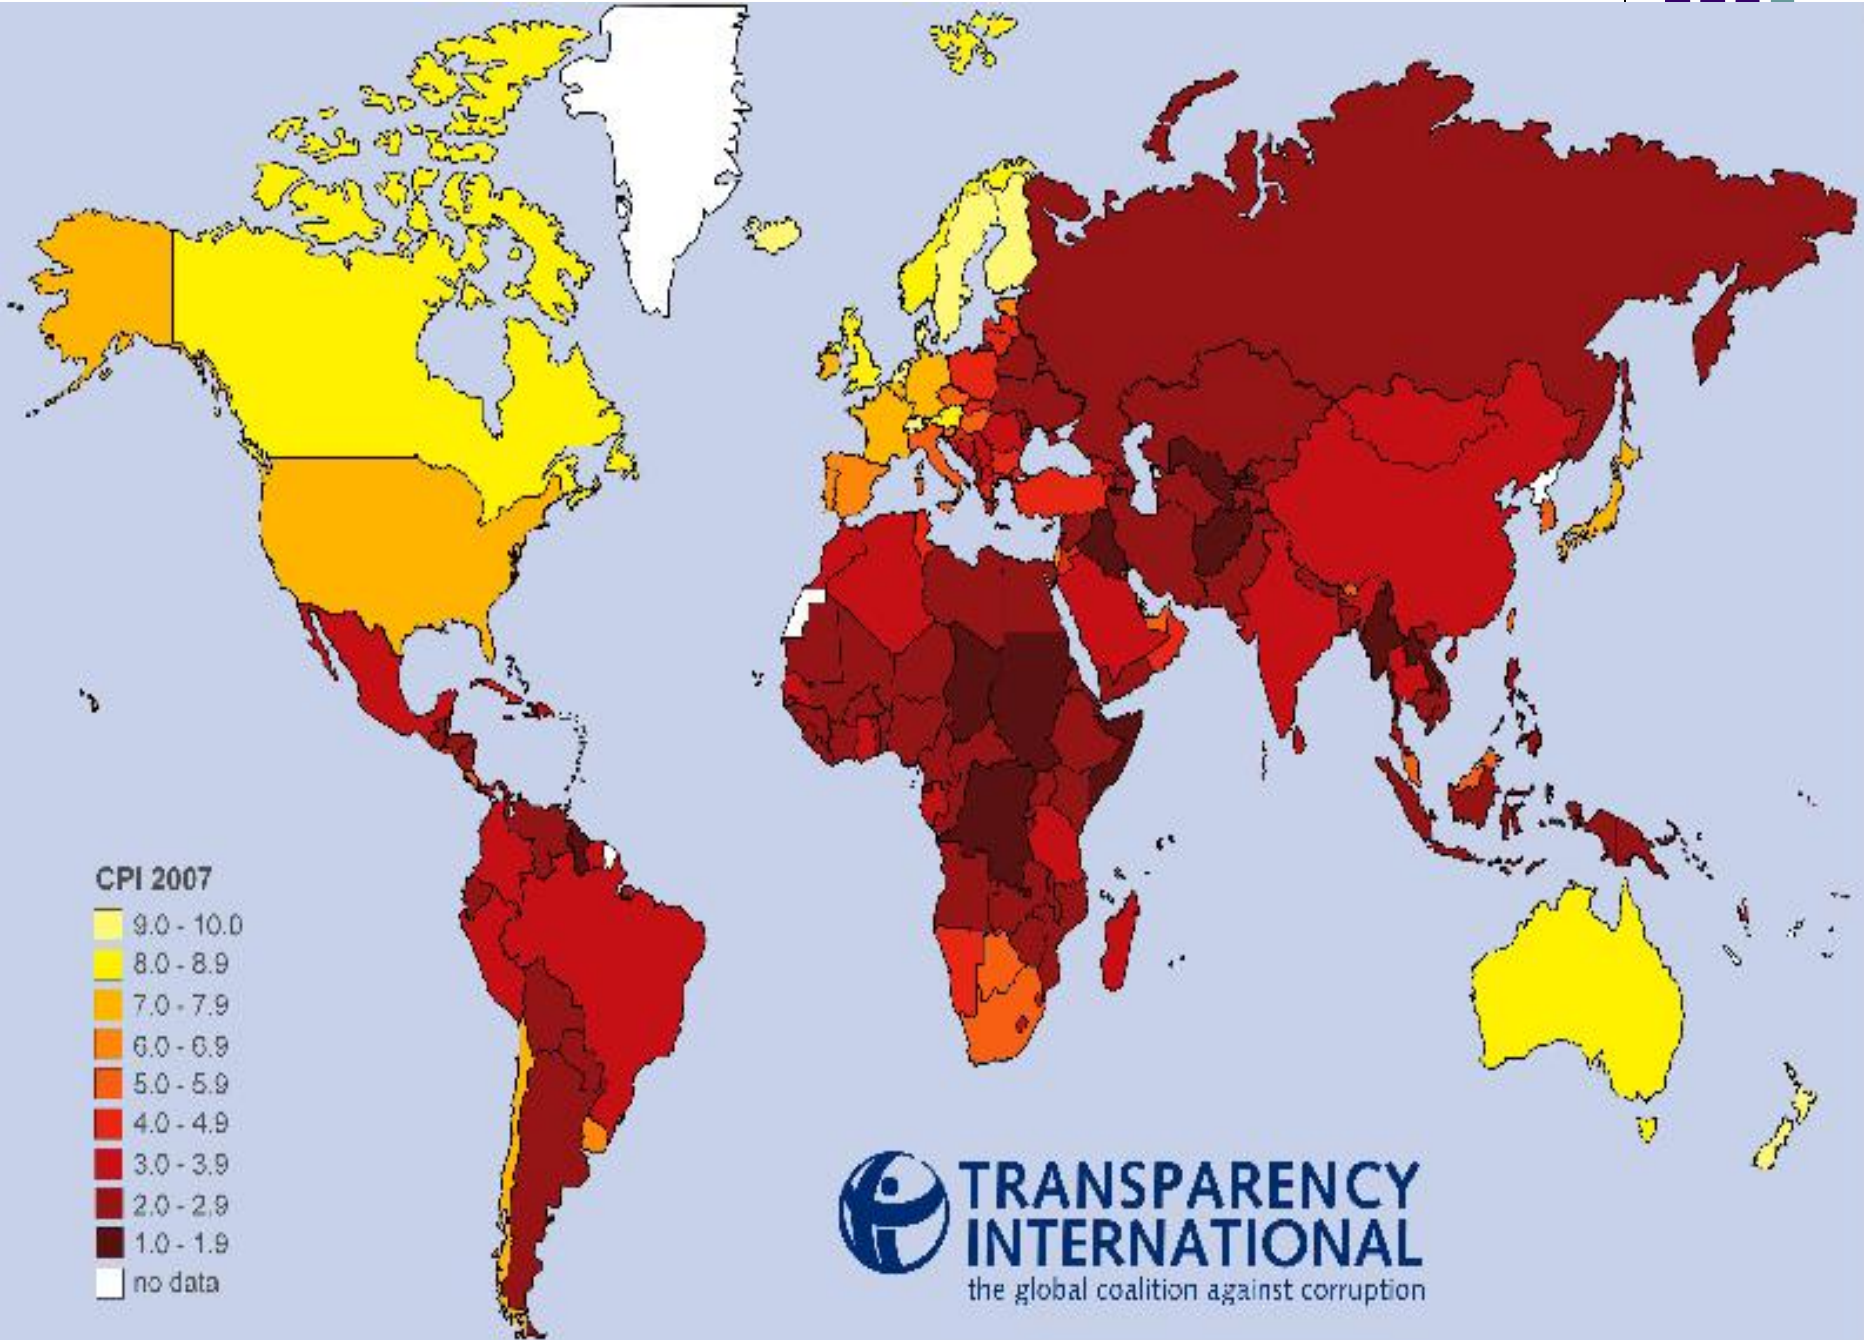 CPI 2007
9.0 - 10.0
8.0 - 8.9
7.0 - 7.9
6.0 - 6.9
5.0 - 5.9
4.0 - 4.9
3.0 - 3.9
2.0 - 2.9
1.0 - 1.9
no data
TRANSPARENCY
INTERNATIONAL
the global coalition against corruption